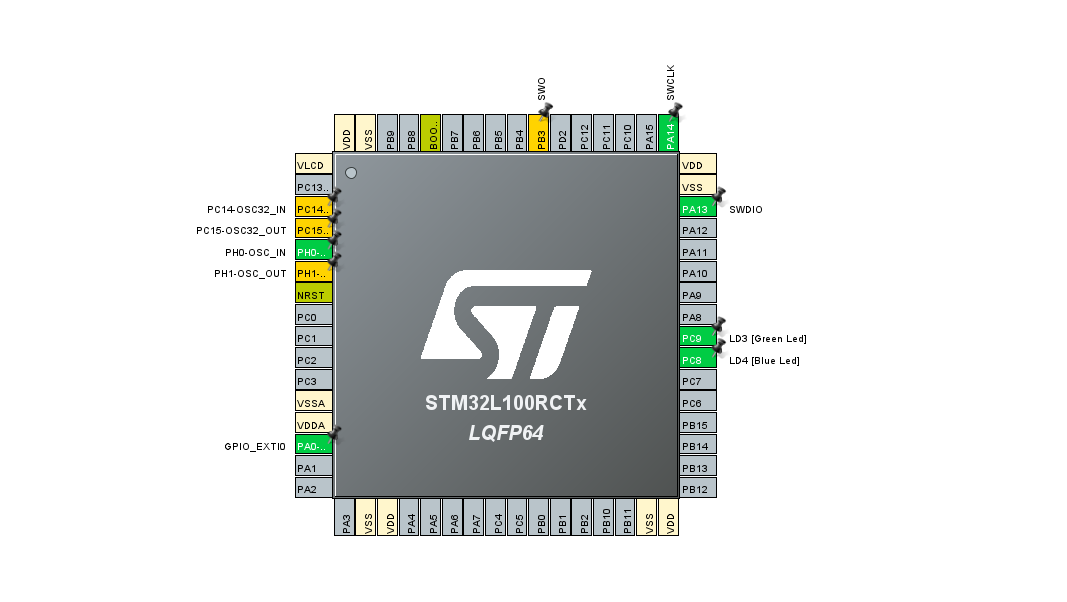 SWO
SWCLK
VDD
VSS
PB9
PB8
BOO..
PB7
PB6
PB5
PB4
PB3
PD2
PC12
PC11
PC10
PA15
PA14
VLCD
PC13..
PC14-OSC32_IN PC14..
PC15-OSC32_OUT PC15..
PH0-OSC_IN PH0-..
PH1-OSC_OUT PH1-..
NRST
PC0
PC1
PC2
PC3
VSSA
VDDA
GPIO_EXTI0 PA0-..
PA1
PA2
ST
STM32L100RCTx
LQFP64
VDD
VSS
PA13 SWDIO
PA12
PA11
PA10
PA9
PA8
PC9 LD3 [Green Led]
PC8 LD4 [Blue Led]
PC7
PC6
PB15
PB14
PB13
PB12
PA3
VSS
VDD
PA4
PA5
PA6
PA7
PC4
PC5
PB0
PB1
PB2
PB10
PB11
VSS
VDD